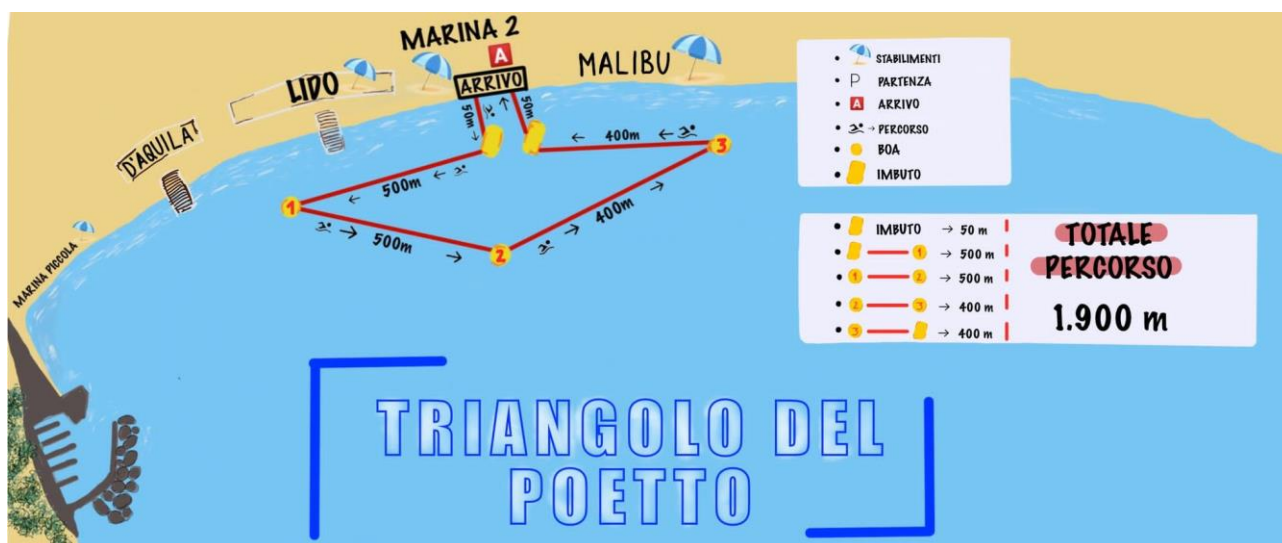 MARINA 2
A
ARRIVO
MALIBU
LIDO
D'AQUILA
MARINA PICCOLA
50m ←
→ 50m
← 400m ←
3
← 500m ←
1
→ 500m →
2
→ 400m →
• STABILIMENTI
• P PARTENZA
• A ARRIVO
• → PERCORSO
• BOA
• IMBUTO
• IMBUTO → 50 m
• 1 → 500 m
• 1 2 → 500 m
• 2 3 → 400 m
• 3 → 400 m
TOTALE
PERCORSO
1.900 m
TRIANGOLO DEL
POETTO